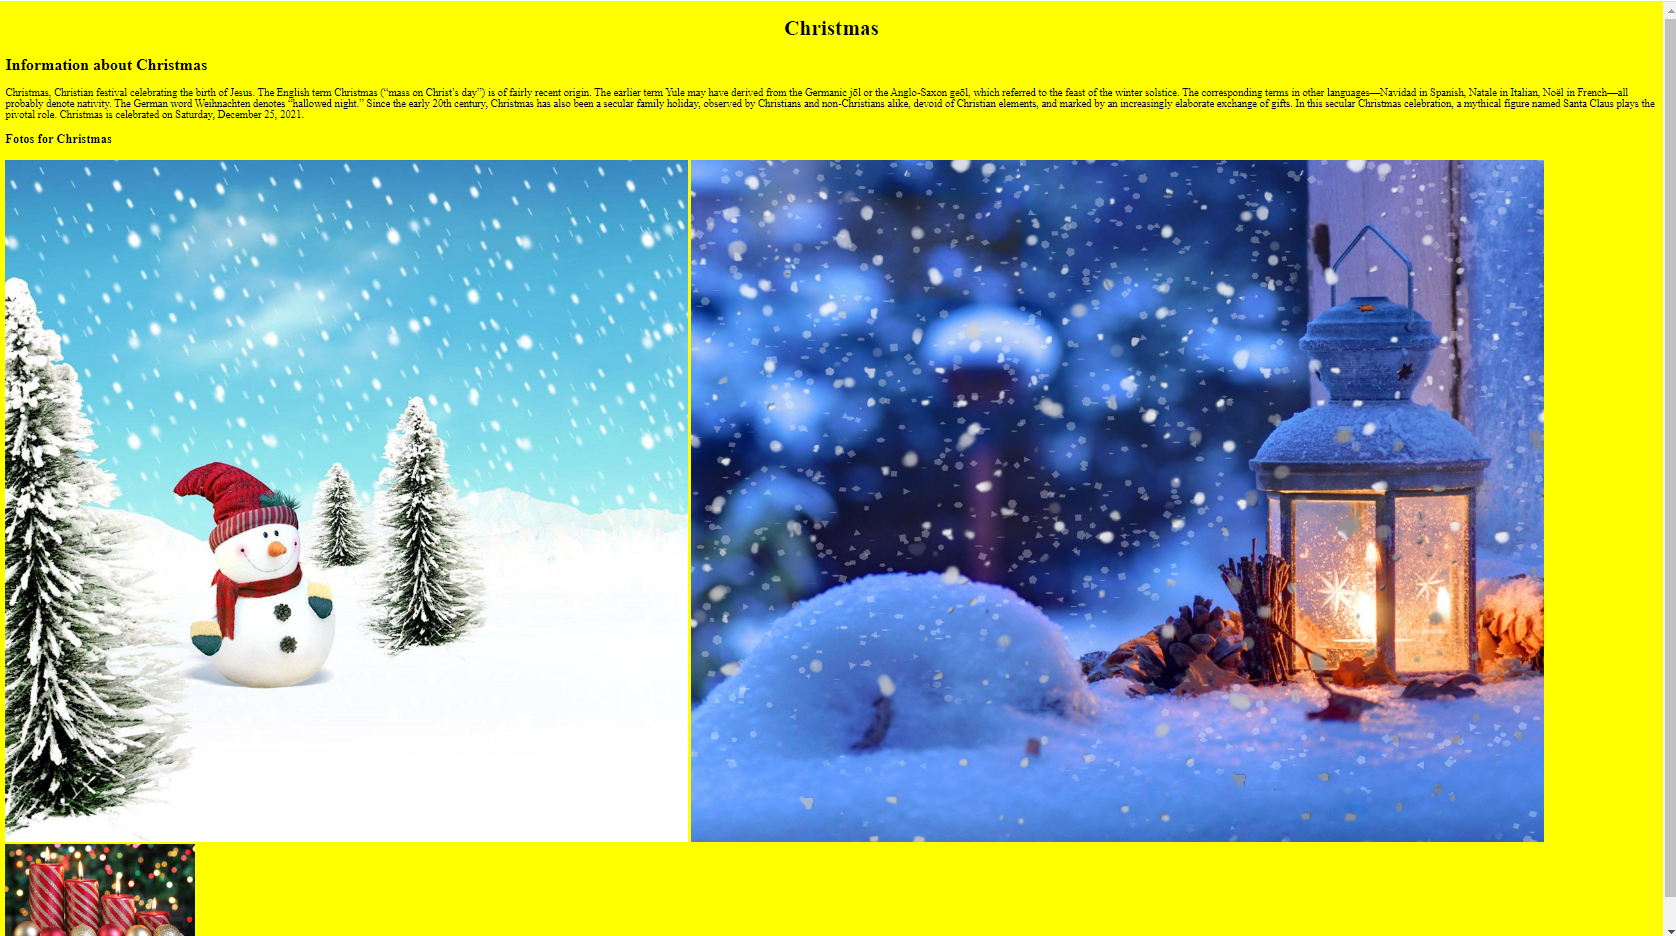 Christmas
Information about Christmas
Christmas, Christian festival celebrating the birth of Jesus. The English term Christmas (“mass on Christ’s day”) is of fairly recent origin. The earlier term Yule may have derived from the Germanic jōl or the Anglo-Saxon geōl, which referred to the feast of the winter solstice. The corresponding terms in other languages—Navidad in Spanish, Natale in Italian, Noël in French—all
probably denote nativity. The German word Weihnachten denotes “hallowed night.” Since the early 20th century, Christmas has also been a secular family holiday, observed by Christians and non-Christians alike, devoid of Christian elements, and marked by an increasingly elaborate exchange of gifts. In this secular Christmas celebration, a mythical figure named Santa Claus plays the
pivotal role. Christmas is celebrated on Saturday, December 25, 2021.
Fotos for Christmas